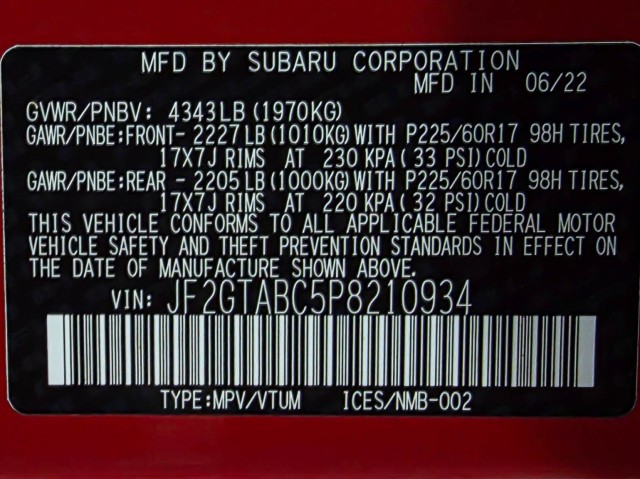 MFD BY SUBARU CORPORATION
MFD IN 06/22
GVWR/PNBV: 4343LB (1970KG)
GAWR/PNBE:FRONT- 2227LB (1010KG) WITH P225/60R17 98H TIRES,
17X7J RIMS AT 230 KPA( 33 PSI) COLD
GAWR/PNBE:REAR - 2205LB (1000KG) WITH P225/60R17 98H TIRES,
17X7J RIMS AT 220 KPA( 32 PSI) COLD
THIS VEHICLE CONFORMS TO ALL APPLICABLE FEDERAL MOTOR
VEHICLE SAFETY AND THEFT PREVENTION STANDARDS IN EFFECT ON
THE DATE OF MANUFACTURE SHOWN ABOVE.
VIN: JF2GTABC5P8210934
TYPE:MPV/VTUM ICES/NMB-002